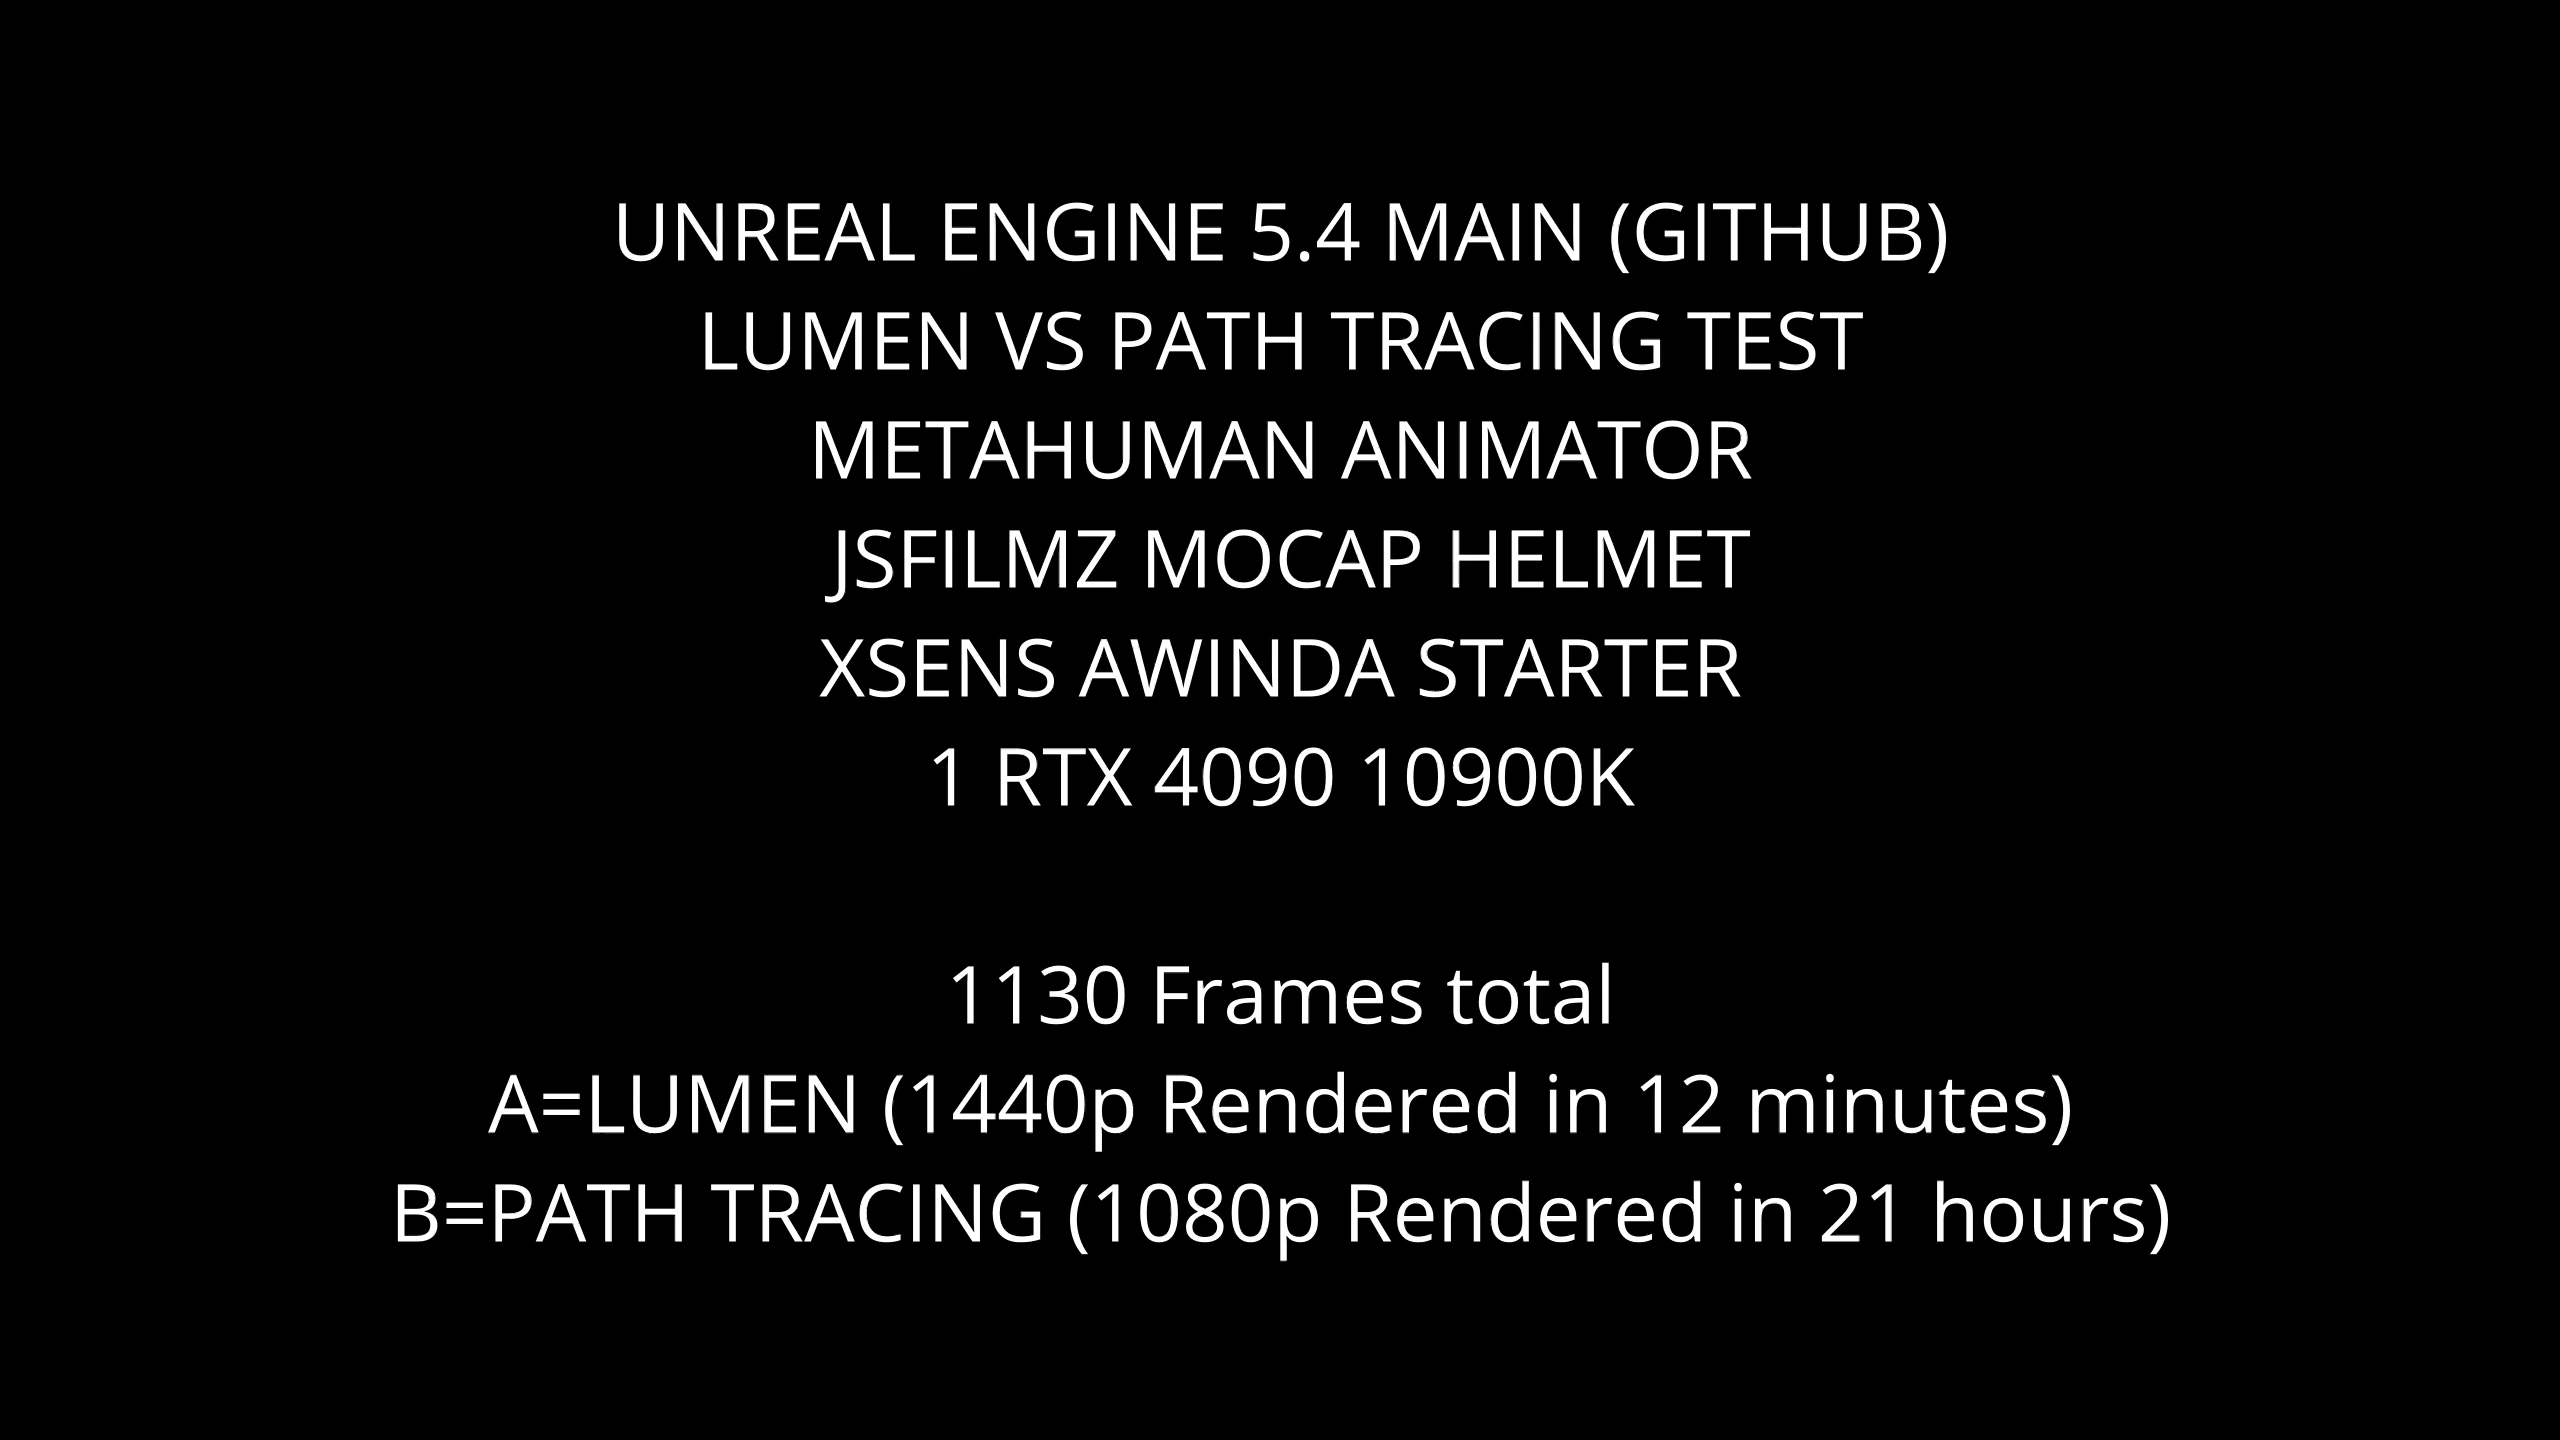 UNREAL ENGINE 5.4 MAIN (GITHUB)
LUMEN VS PATH TRACING TEST
METAHUMAN ANIMATOR
JSFILMZ MOCAP HELMET
XSENS AWINDA STARTER
1 RTX 4090 10900K
1130 Frames total
A=LUMEN (1440p Rendered in 12 minutes)
B=PATH TRACING (1080p Rendered in 21 hours)